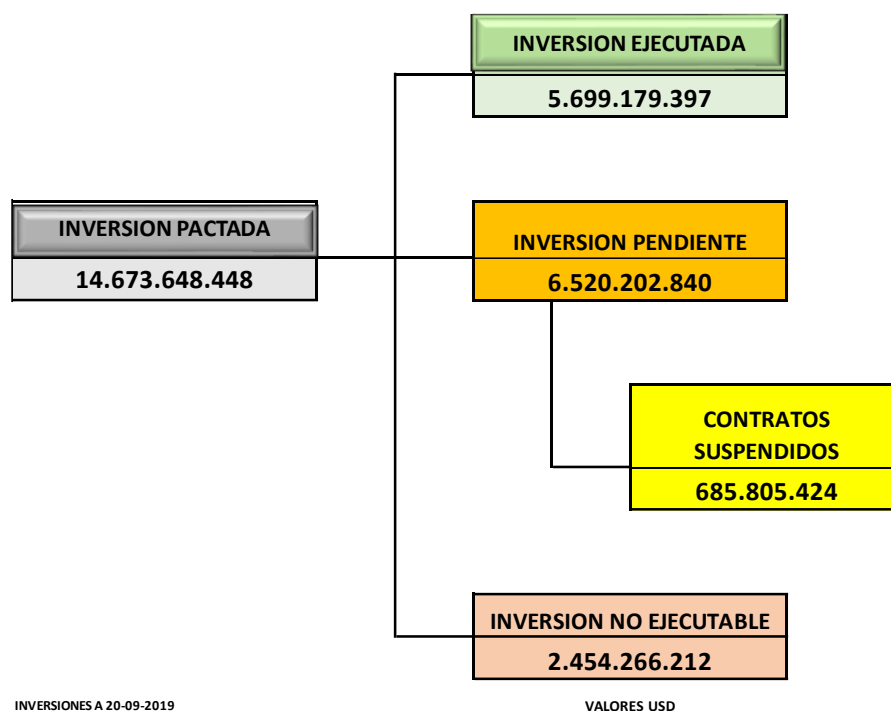 INVERSION EJECUTADA
5.699.179.397
INVERSION PACTADA
14.673.648.448
INVERSION PENDIENTE
6.520.202.840
CONTRATOS
SUSPENDIDOS
685.805.424
INVERSION NO EJECUTABLE
2.454.266.212
INVERSIONES A 20-09-2019
VALORES USD